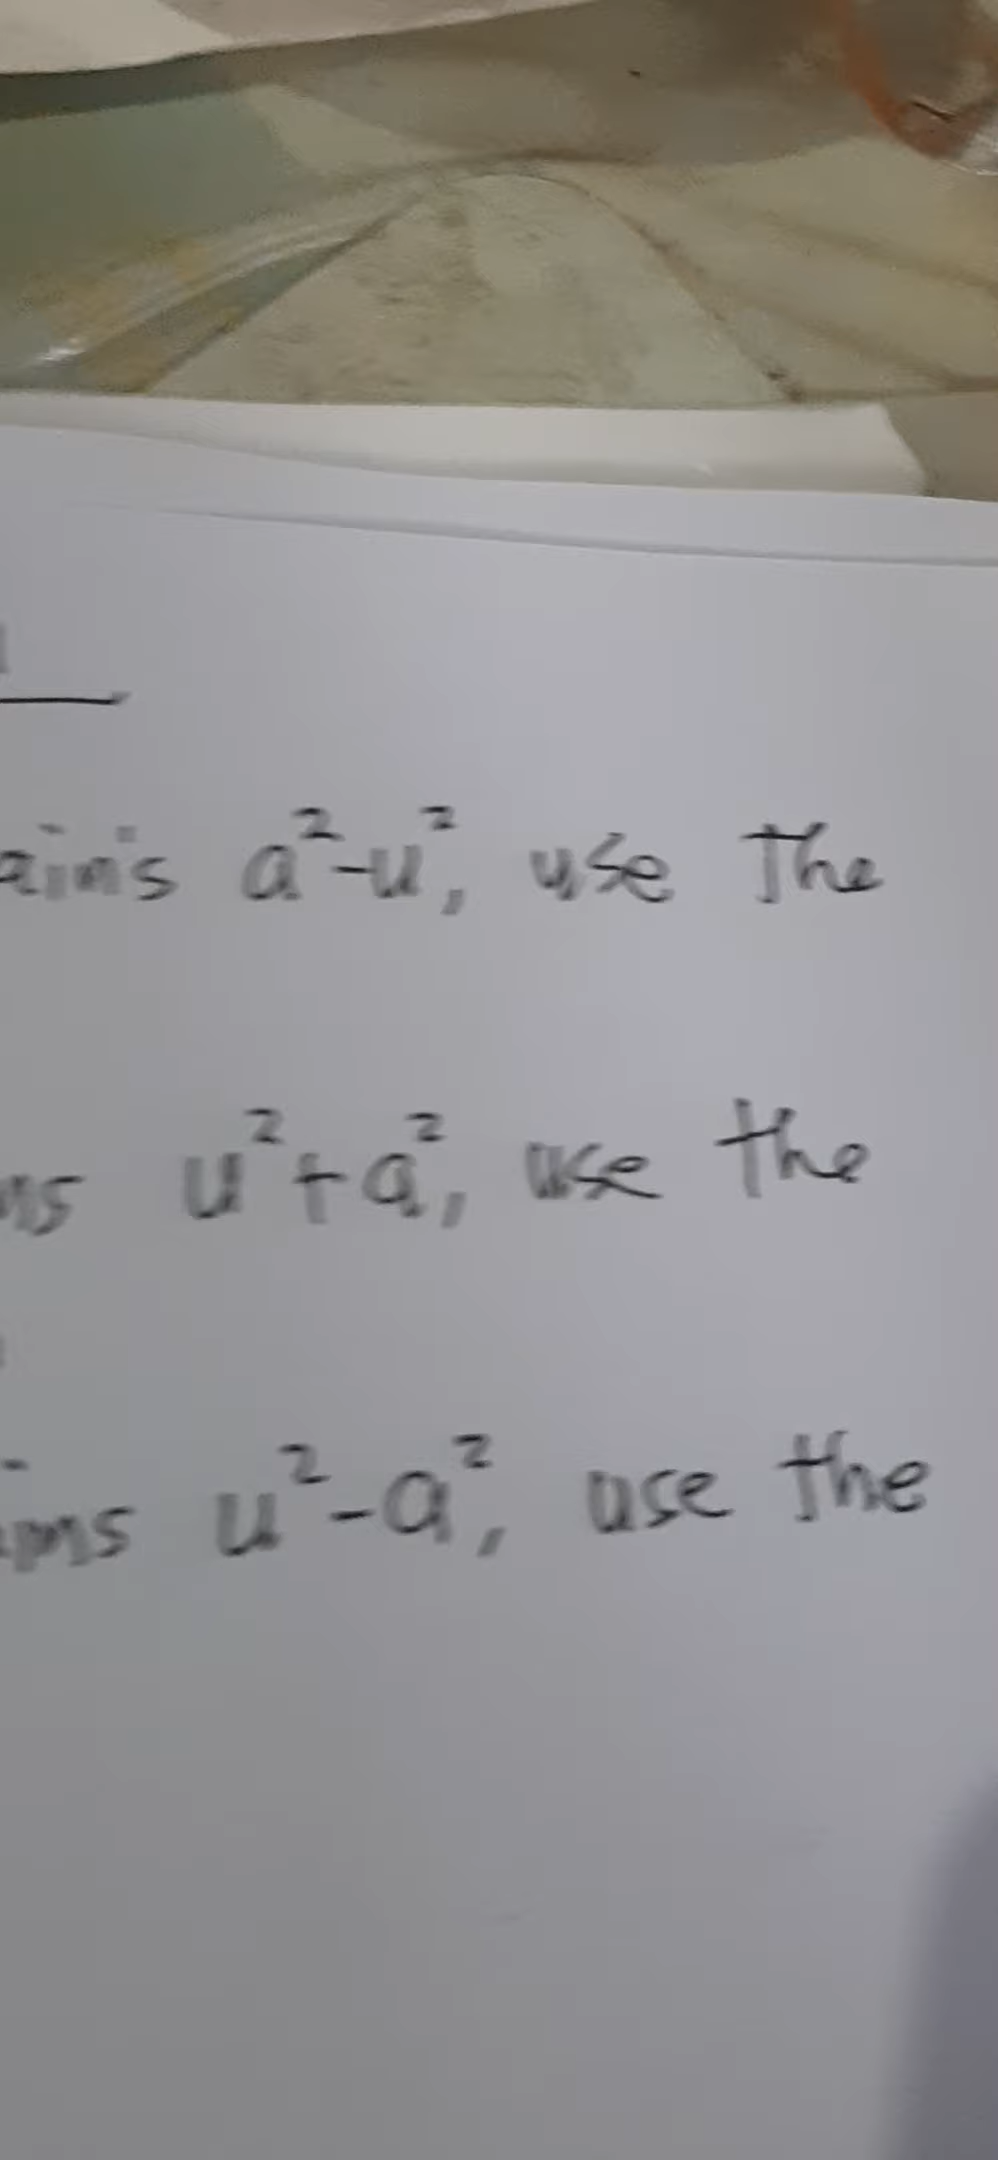 a²-u², use The
u²+a², use the
u²-a², use the